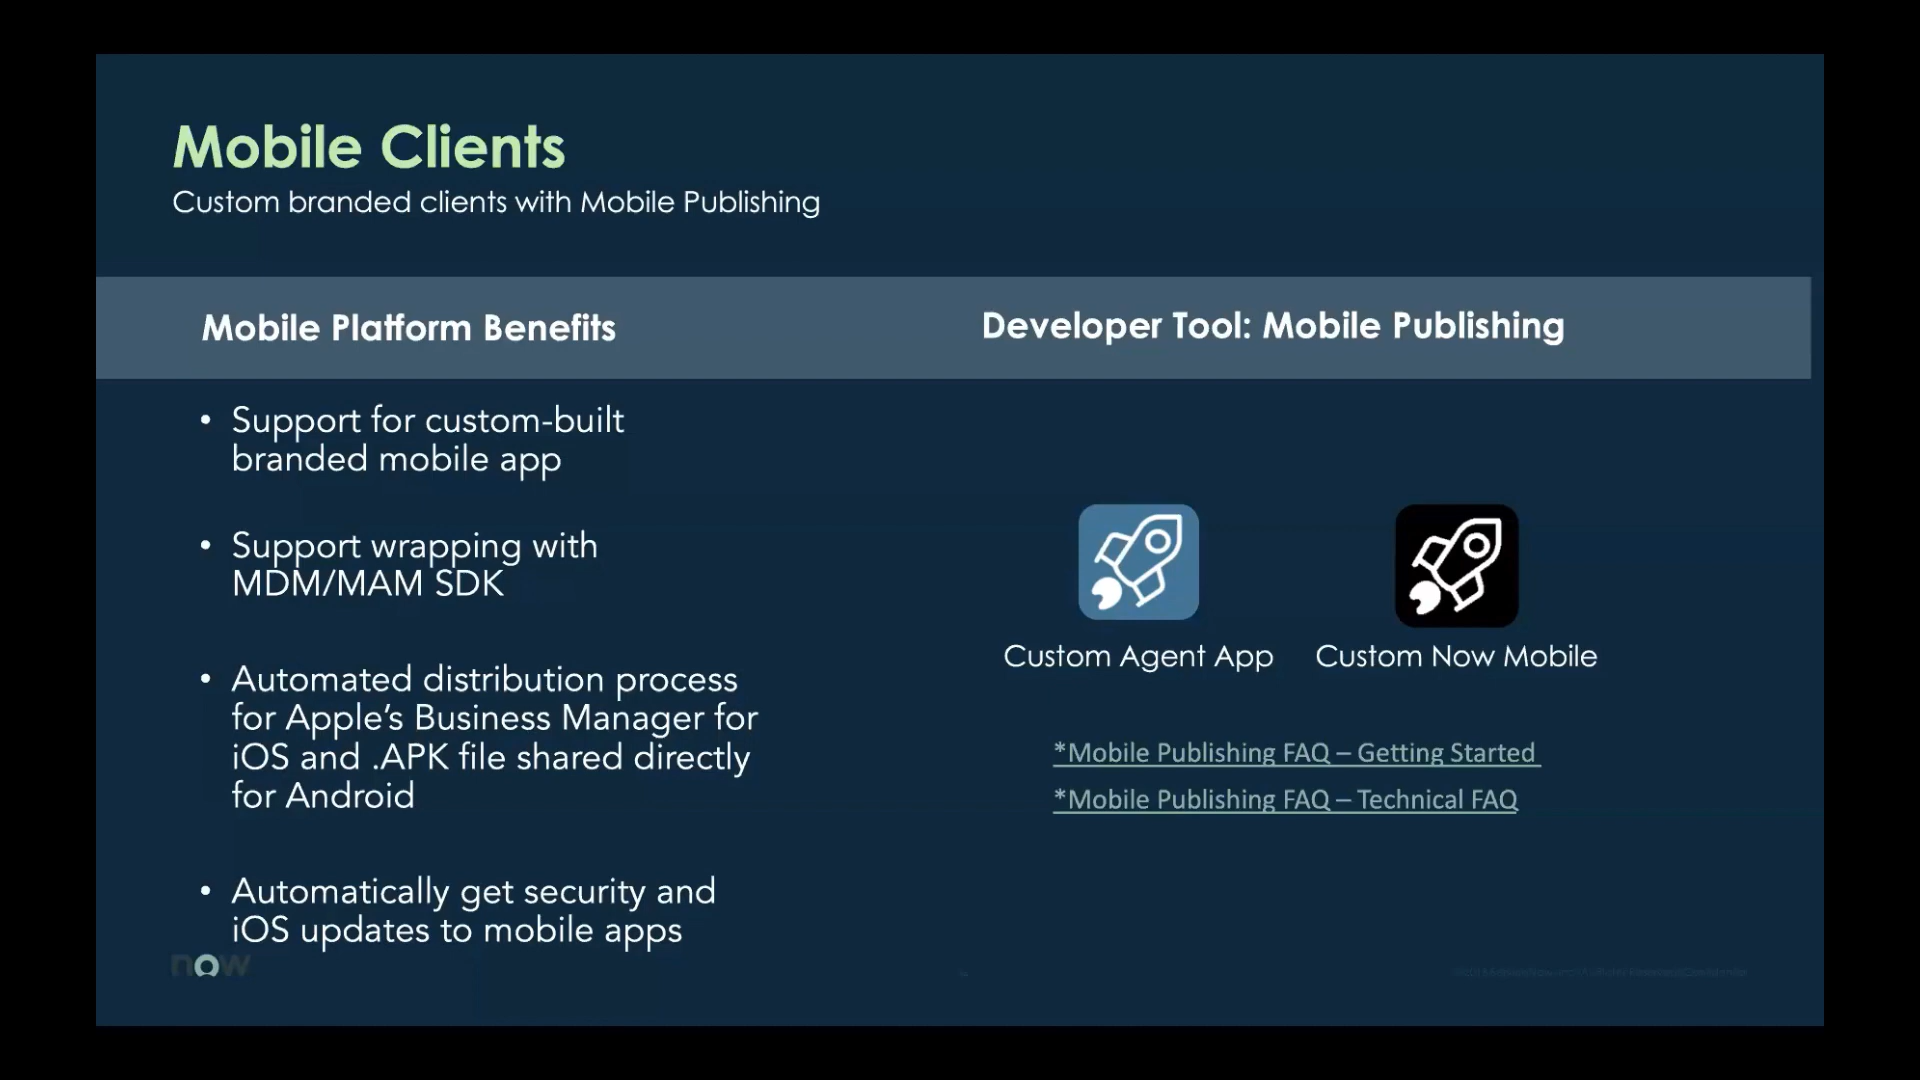 Mobile Clients
Custom branded clients with Mobile Publishing
Mobile Platform Benefits
• Support for custom-built
branded mobile app
• Support wrapping with
MDM/MAM SDK
• Automated distribution process
for Apple’s Business Manager for
iOS and .APK file shared directly
for Android
• Automatically get security and
iOS updates to mobile apps
Developer Tool: Mobile Publishing
Custom Agent App
Custom Now Mobile
*Mobile Publishing FAQ – Getting Started
*Mobile Publishing FAQ – Technical FAQ
now